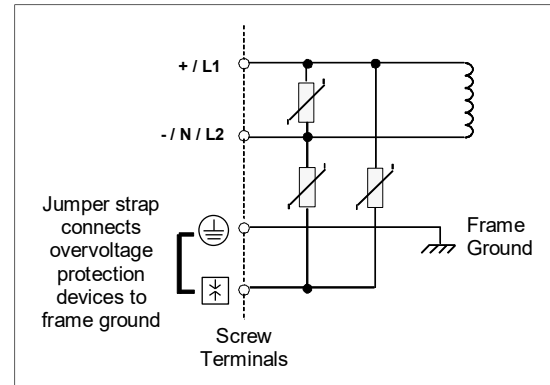 + / L1
- / N / L2
Jumper strap
connects
overvoltage
protection
devices to
frame ground
Frame
Ground
Screw
Terminals